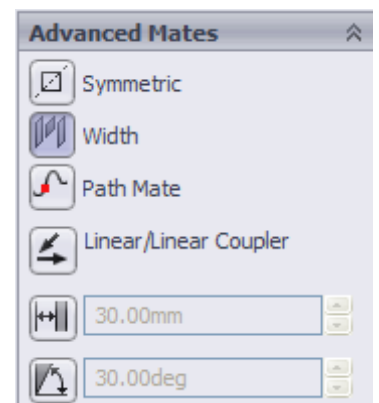 Advanced Mates
Symmetric
Width
Path Mate
Linear/Linear Coupler
30.00mm
30.00deg